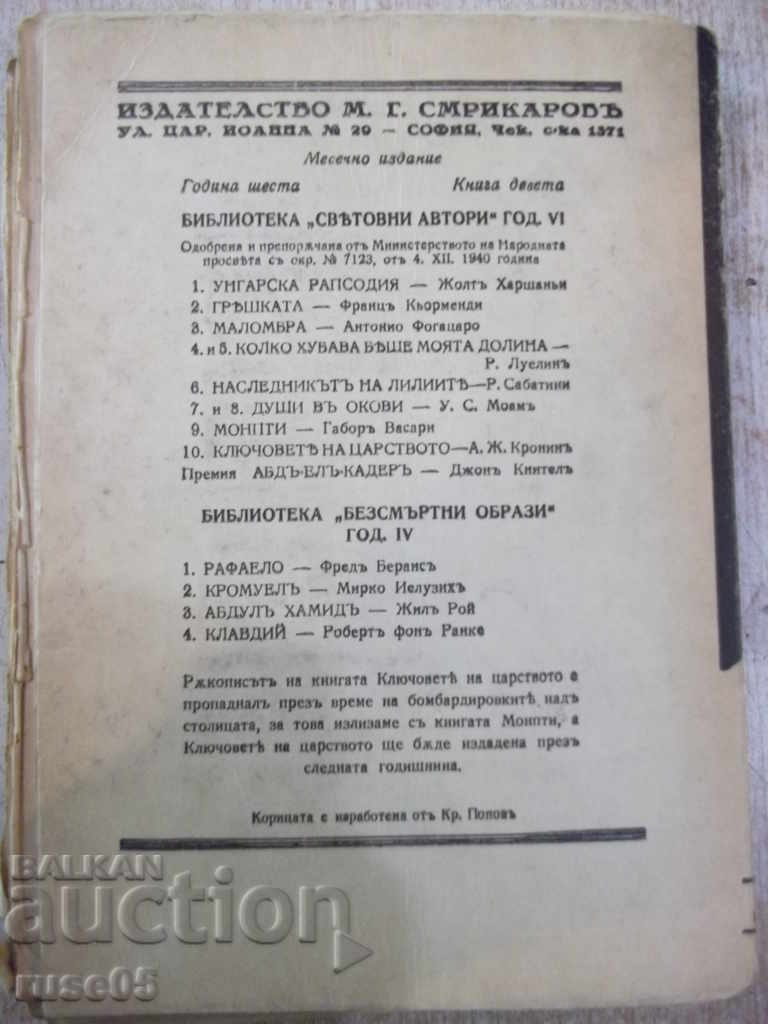 ИЗДАТЕЛСТВО М. Г. СМРИКАРОВЪ
УЛ. ЦАР. ИОАННА № 20 — СОФИЯ, Чек. с-ка 1371
Месечно издание
Година шеста Книга девета
БИБЛИОТЕКА „СВѢТОВНИ АВТОРИ“ ГОД. VI
Одобрена и препорѫчана отъ Министерството на Народната
просвѣта съ окр. № 7123, отъ 4. XII. 1940 година
1. УНГАРСКА РАПСОДИЯ — Жолтъ Харшаньи
2. ГРѢШКАТА — Францъ Кьорменди
3. МАЛОМБРА — Антонио Фогацаро
4. и 5. КОЛКО ХУБАВА БѢШЕ МОЯТА ДОЛИНА —
Р. Луелинъ
6. НАСЛЕДНИКЪТЪ НА ЛИЛИИТѢ — Р. Сабатини
7. и 8. ДУШИ ВЪ ОКОВИ — У. С. Моамъ
9. МОНПТИ — Габоръ Васари
10. КЛЮЧОВЕТѢ НА ЦАРСТВОТО — А. Ж. Кронинъ
Премия АБДЪ-ЕЛЪ-КАДЕРЪ — Джонъ Кнителъ
БИБЛИОТЕКА „БЕЗСМЪРТНИ ОБРАЗИ“
ГОД. IV
1. РАФАЕЛО — Фредъ Берансъ
2. КРОМУЕЛЪ — Мирко Иелузихъ
3. АБДУЛЪ ХАМИДЪ — Жилъ Рой
4. КЛАВДИЙ — Робертъ фонъ Ранке
Рѫкописътъ на книгата Ключоветѣ на царството е
пропадналъ презъ време на бомбардировкитѣ надъ
столицата, за това излизаме съ книгата Монпти, а
Ключоветѣ на царството ще бѫде издадена презъ
следната годишнина.
Корицата е изработена отъ Кр. Поповъ
BALKAN
auction
ruse05